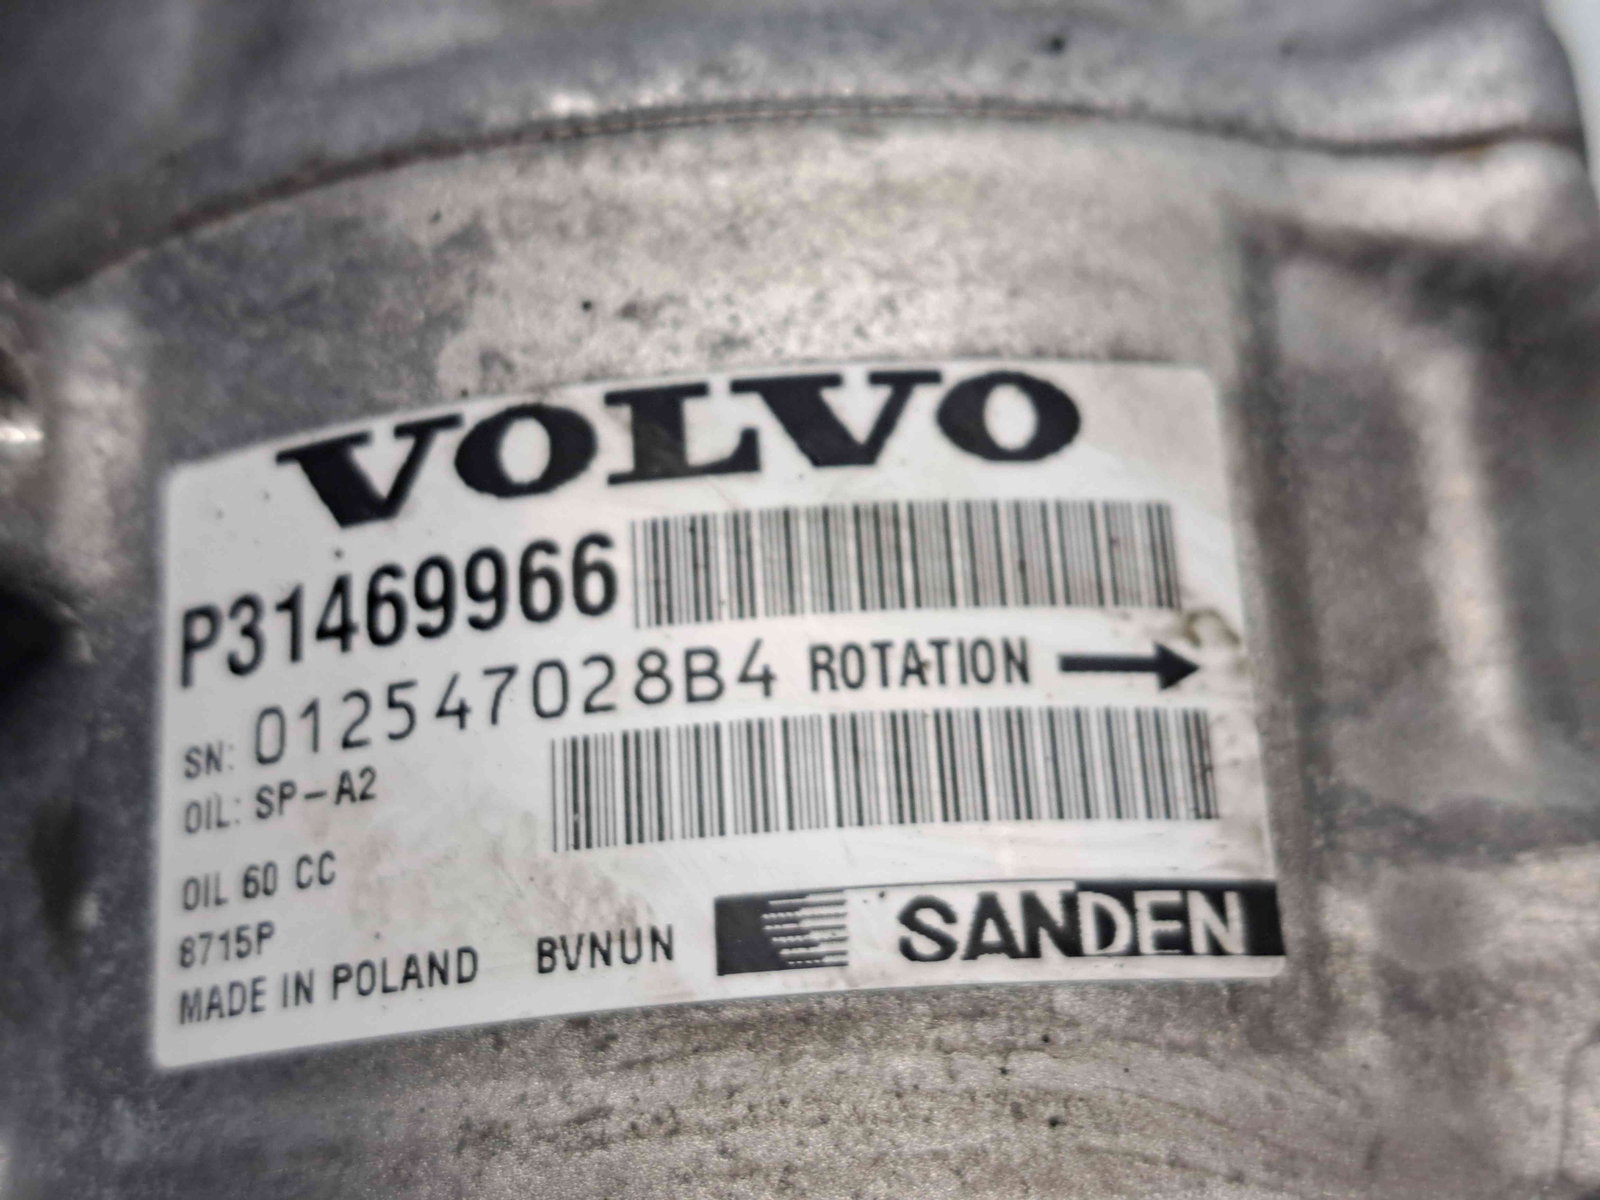 VOLVO
P31469966
SN: 012547028B4 ROTATION
OIL: SP-A2
OIL 60 CC
8715P
MADE IN POLAND BVNUN SANDEN